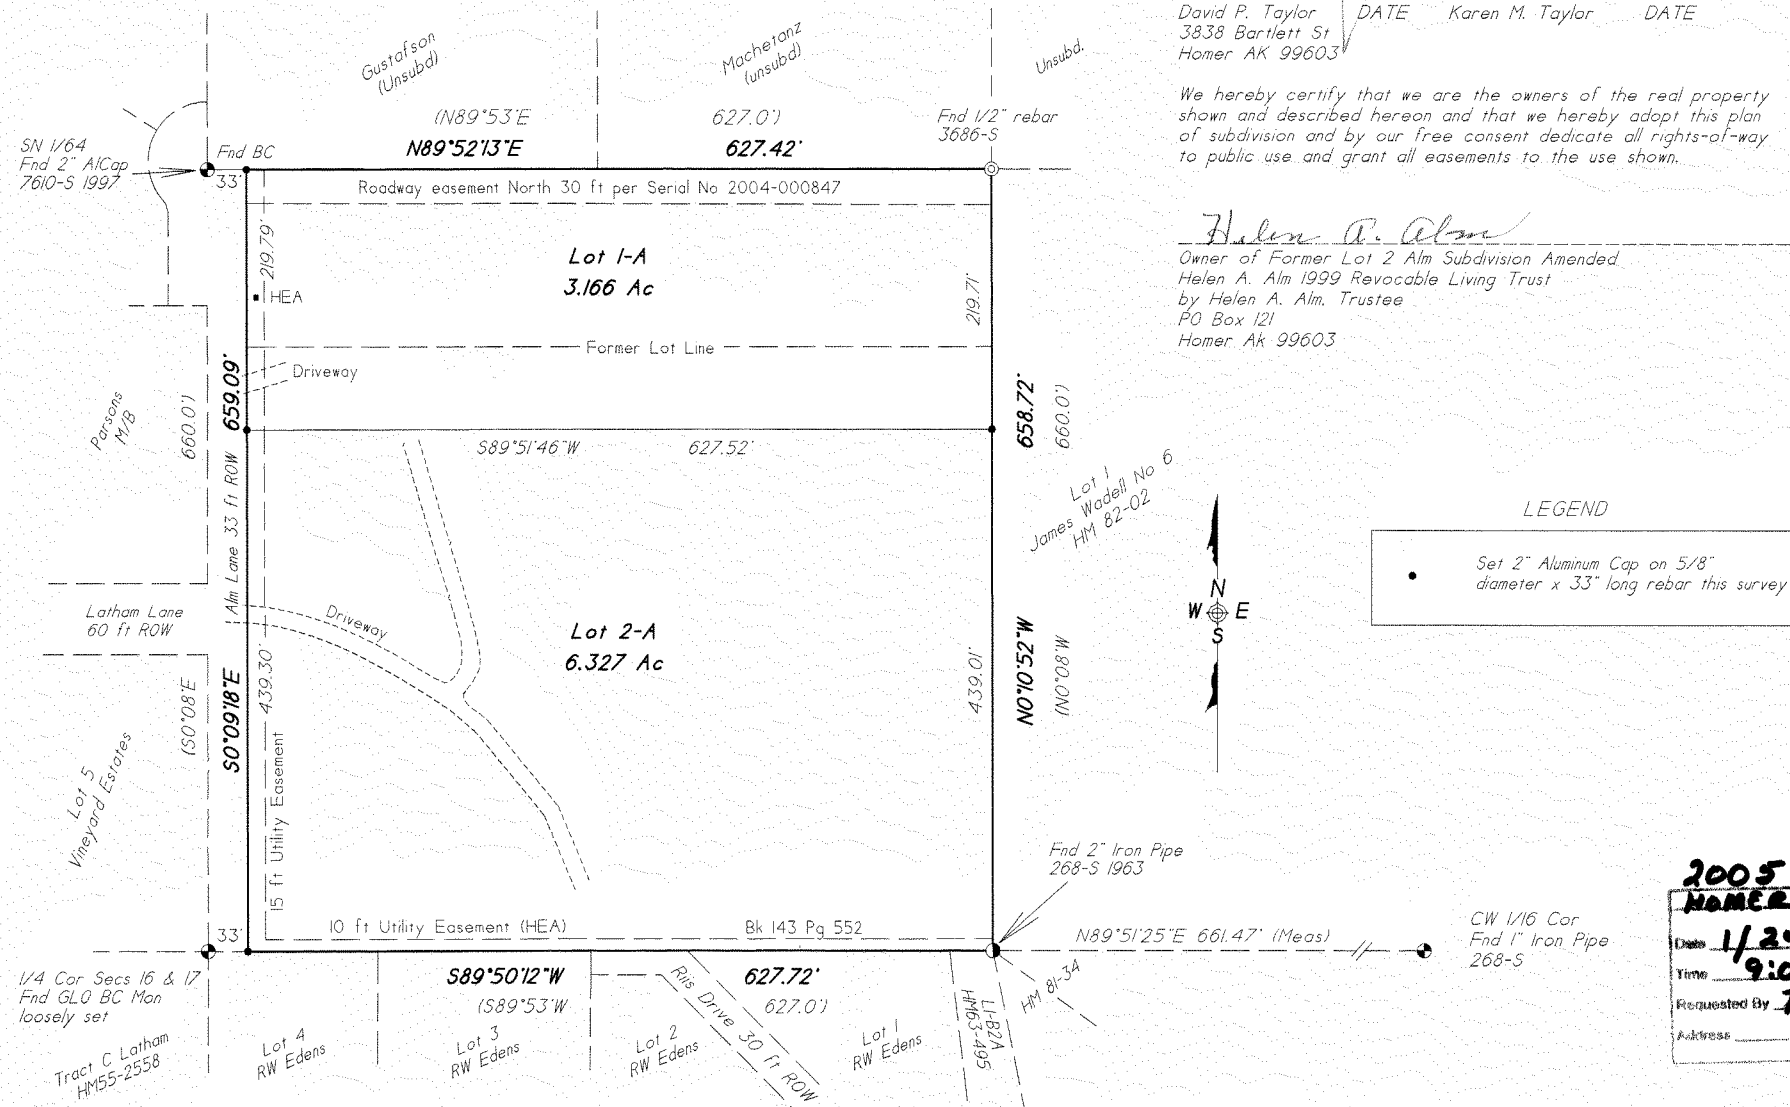 David P. Taylor DATE Karen M. Taylor DATE
3838 Bartlett St
Homer AK 99603
We hereby certify that we are the owners of the real property
shown and described hereon and that we hereby adopt this plan
of subdivision and by our free consent dedicate all rights-of-way
to public use and grant all easements to the use shown.
Helen A. Alm
Owner of Former Lot 2 Alm Subdivision Amended
Helen A. Alm 1999 Revocable Living Trust
by Helen A. Alm, Trustee
PO Box 121
Homer Ak 99603
Gustafson
(Unsubd)
Machetanz
(unsubd)
Unsubd.
(N89°53'E 627.0')
N89°52'13"E 627.42'
Fnd 1/2" rebar
3686-S
SN 1/64
Fnd 2" AlCap
7610-S 1997
Fnd BC
33'
Roadway easement North 30 ft per Serial No 2004-000847
219.79'
HEA
Lot 1-A
3.166 Ac
219.71'
Former Lot Line
Driveway
Parsons
M/B
660.0')
659.09'
658.72'
660.0')
S89°51'46"W 627.52'
Lot 1
James Wadell No 6
HM 82-02
Alm Lane 33 ft ROW
Latham Lane
60 ft ROW
Driveway
Lot 2-A
6.327 Ac
439.30'
439.01'
(S0°08'E
S0°09'18"E
N0°10'52"W
(N0°08'W
Lot 5
Vineyard Estates
15 ft Utility Easement
N
W E
S
LEGEND
Set 2" Aluminum Cap on 5/8"
diameter x 33" long rebar this survey
Fnd 2" Iron Pipe
268-S 1963
33'
10 ft Utility Easement (HEA) Bk 143 Pg 552
N89°51'25"E 661.47' (Meas)
CW 1/16 Cor
Fnd 1" Iron Pipe
268-S
1/4 Cor Secs 16 & 17
Fnd GLO BC Mon
loosely set
S89°50'12"W 627.72'
(S89°53'W 627.0')
Tract C Latham
HM55-2558
Lot 4
RW Edens
Lot 3
RW Edens
Lot 2
RW Edens
Riis Drive 30 ft ROW
Lot 1
RW Edens
L1-B2A
HM63-495
HM 81-34
2005
HOMER
Date 1/2
Time 9:
Requested By
Address